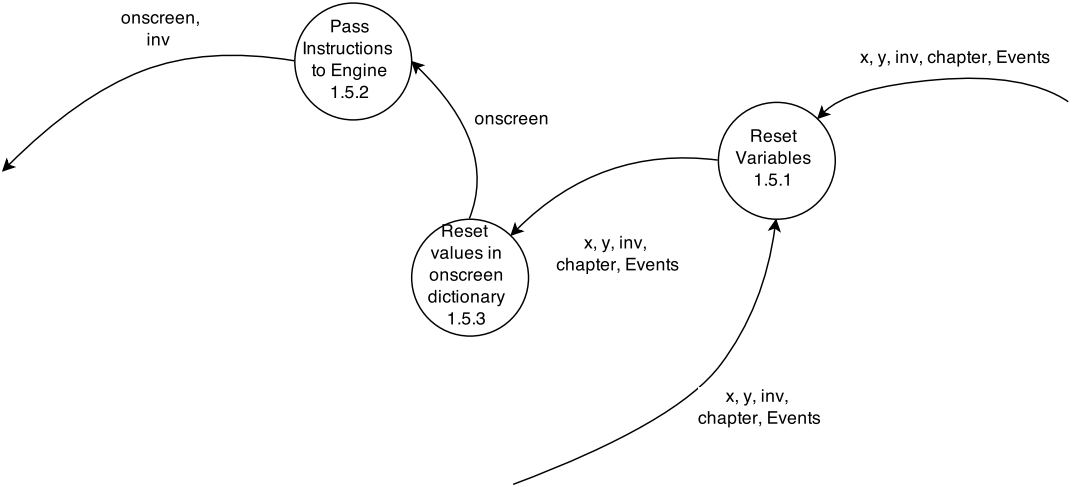 onscreen,
inv
Pass
Instructions
to Engine
1.5.2
x, y, inv, chapter, Events
onscreen
Reset
Variables
1.5.1
Reset
values in
onscreen
dictionary
1.5.3
x, y, inv,
chapter, Events
x, y, inv,
chapter, Events